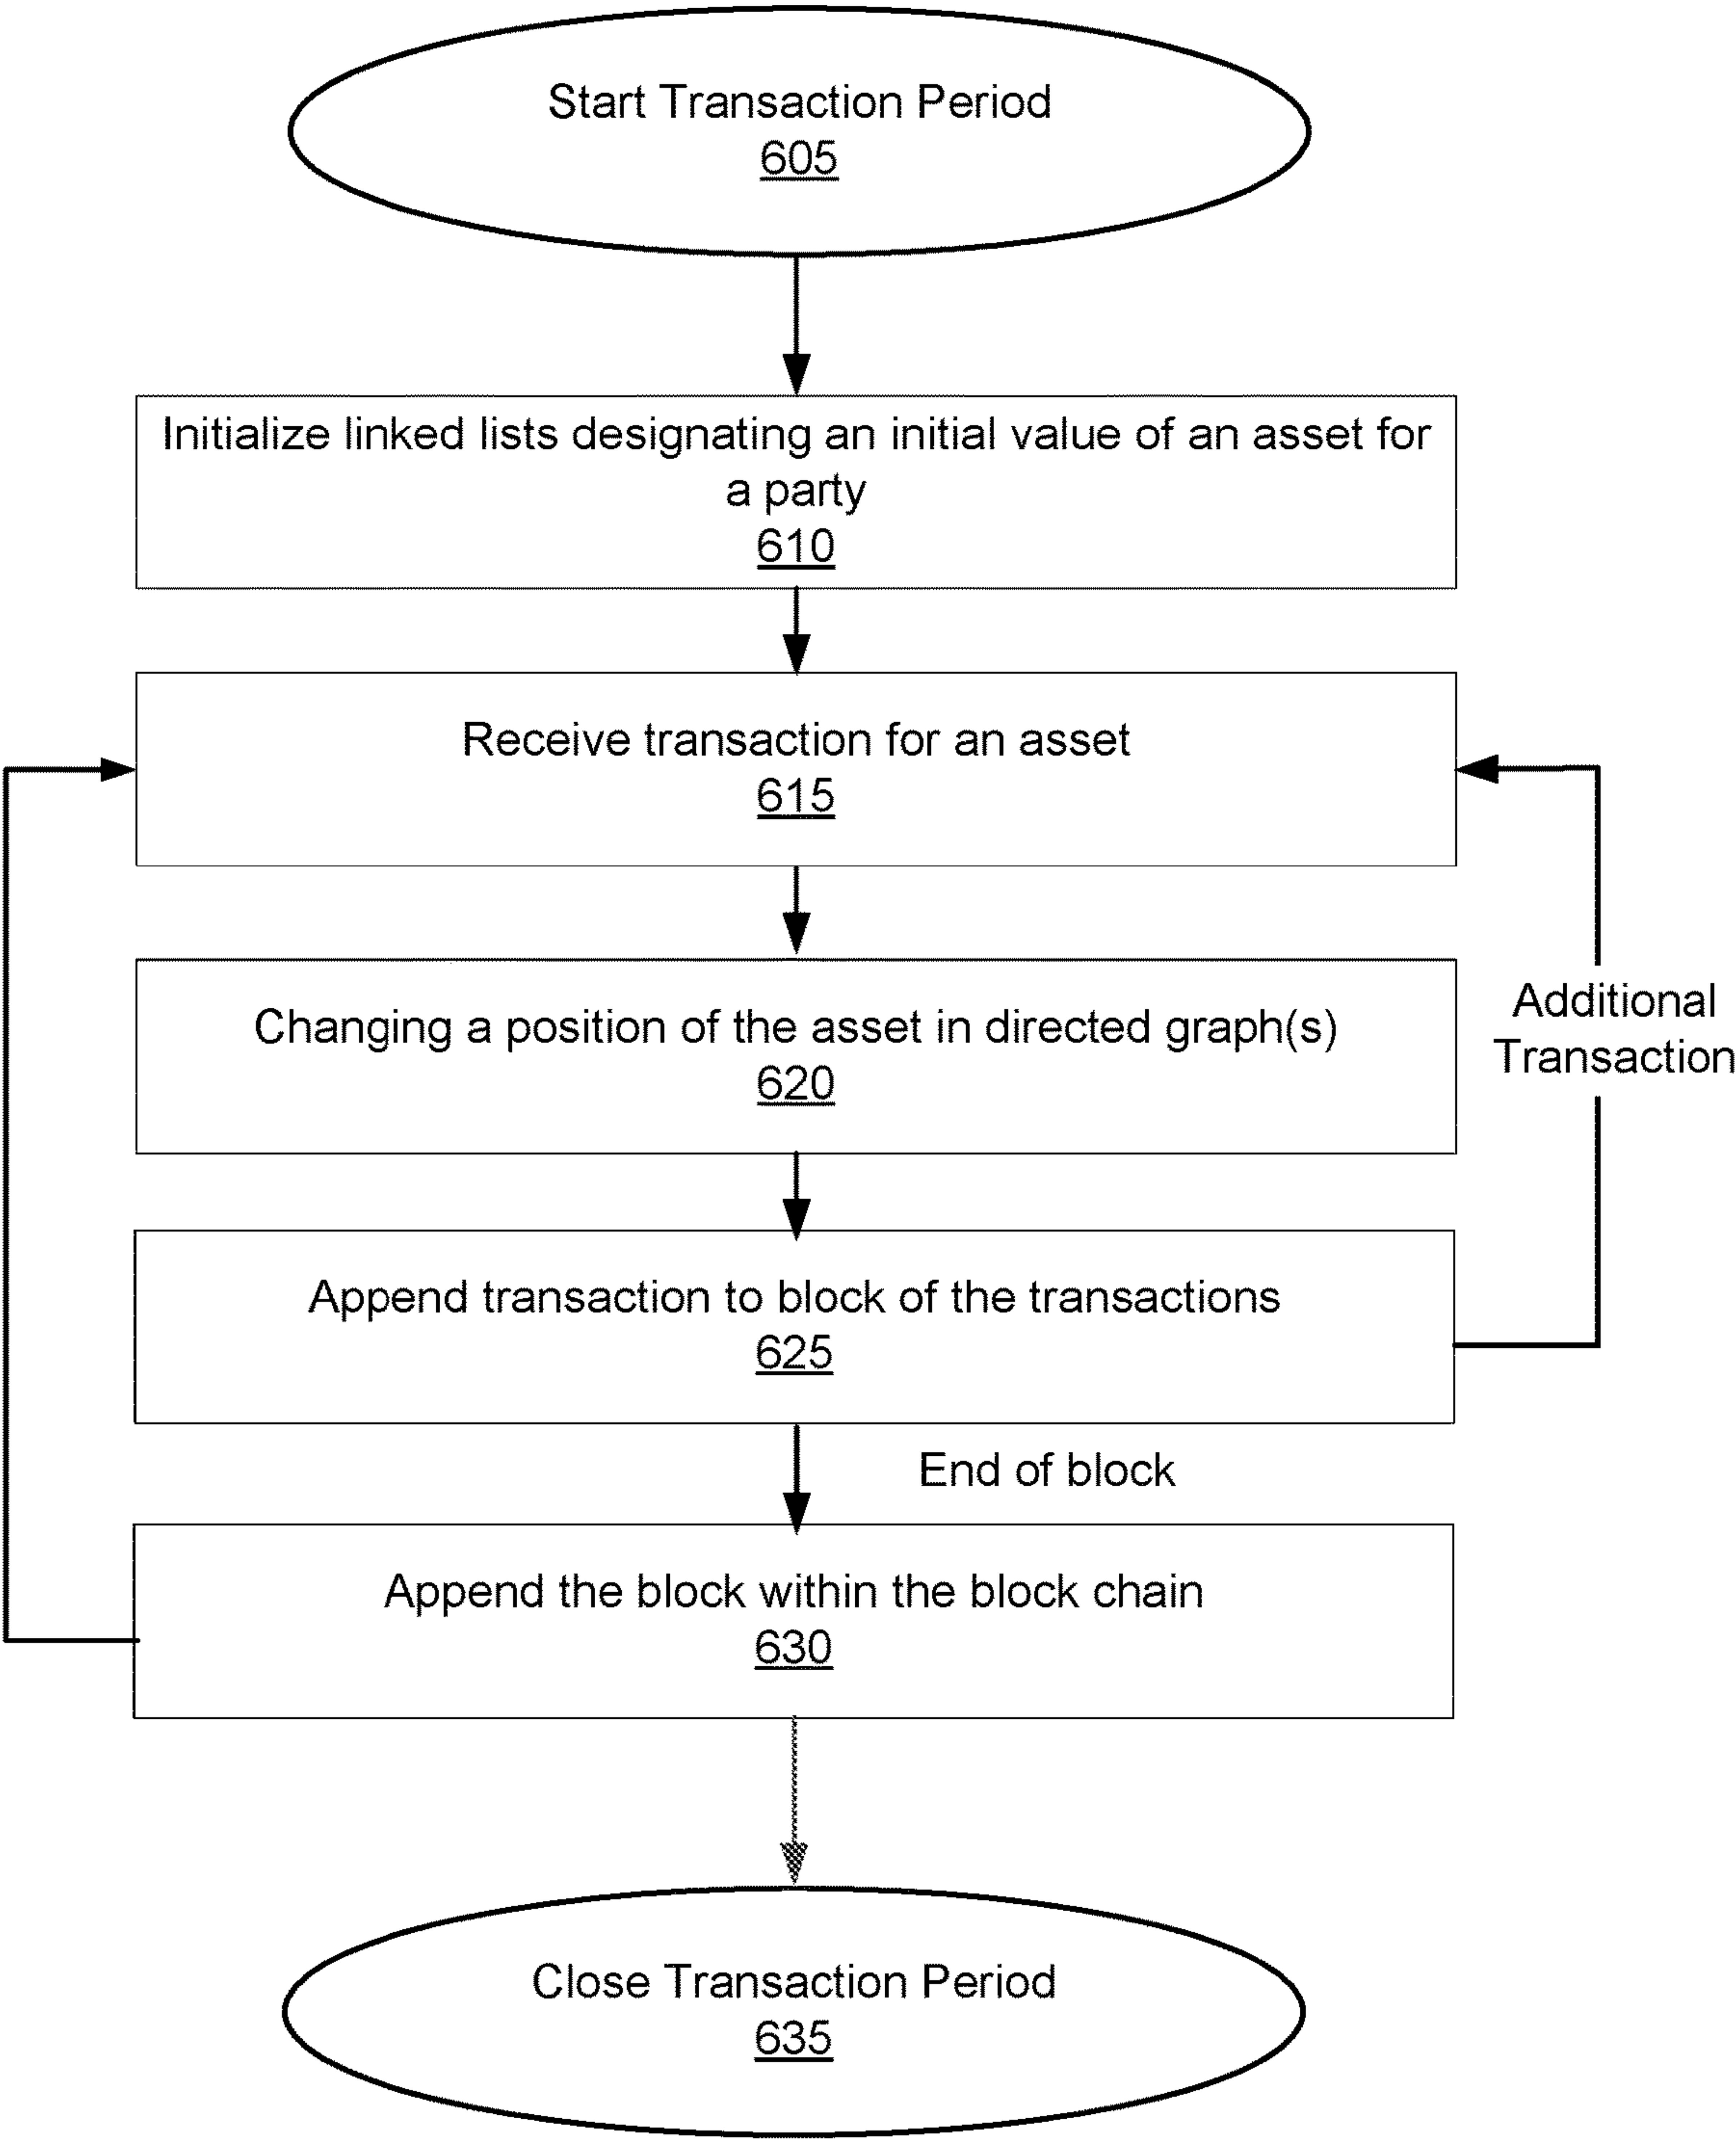 Start Transaction Period
605
Initialize linked lists designating an initial value of an asset for
a party
610
Receive transaction for an asset
615
Changing a position of the asset in directed graph(s)
620
Additional
Transaction
Append transaction to block of the transactions
625
End of block
Append the block within the block chain
630
Close Transaction Period
635